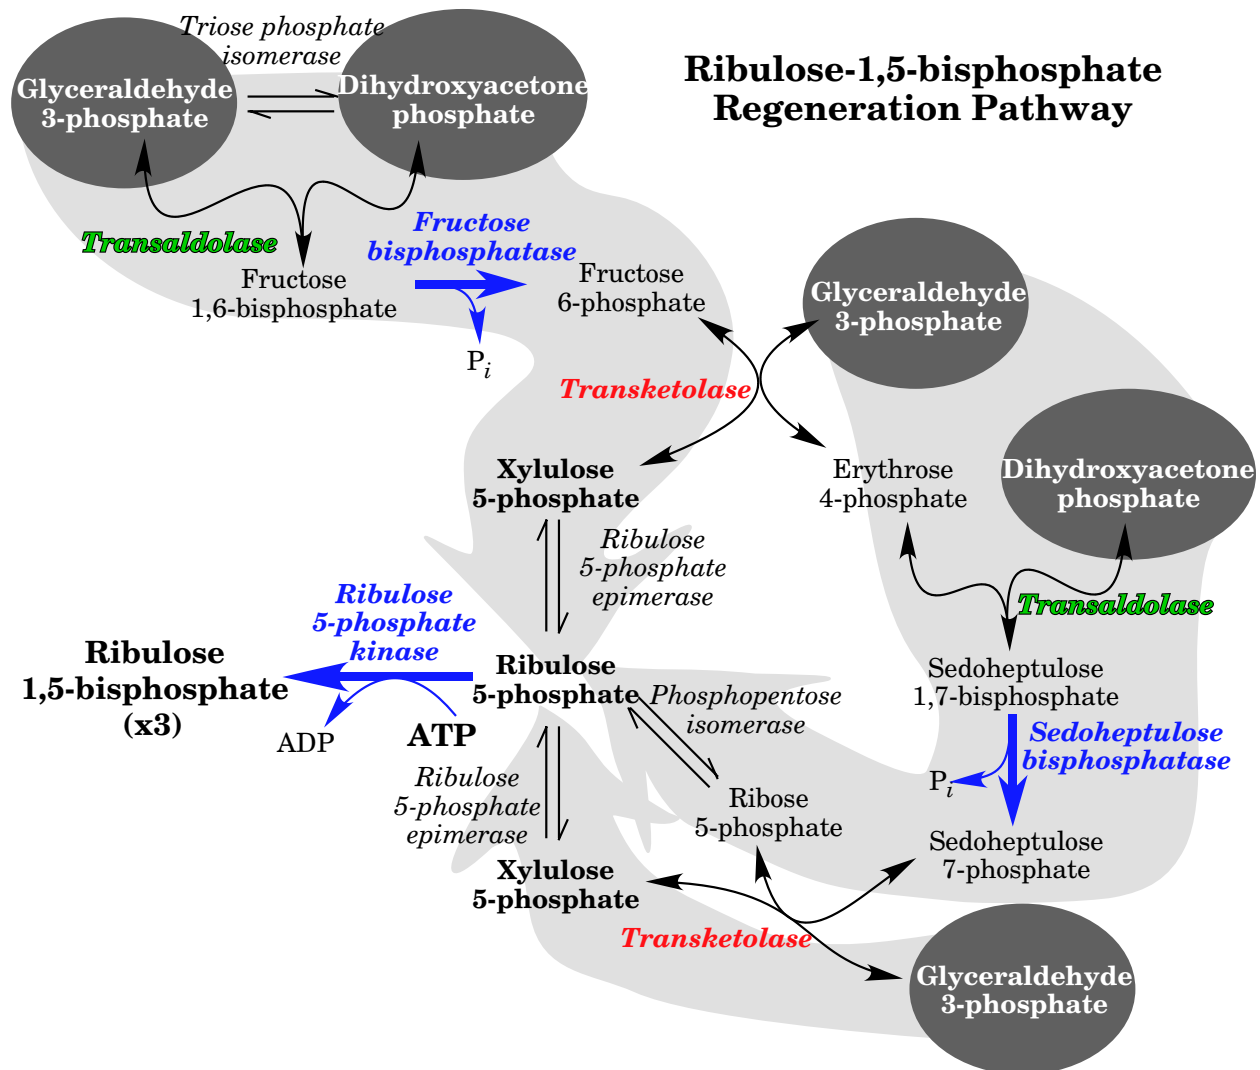 Ribulose-1,5-bisphosphate
Regeneration Pathway
Triose phosphate
isomerase
Glyceraldehyde
3-phosphate
Dihydroxyacetone
phosphate
Transaldolase
Fructose
1,6-bisphosphate
Fructose
bisphosphatase
P i
Fructose
6-phosphate
Glyceraldehyde
3-phosphate
Transketolase
Xylulose
5-phosphate
Erythrose
4-phosphate
Dihydroxyacetone
phosphate
Ribulose
5-phosphate
epimerase
Transaldolase
Ribulose
5-phosphate
kinase
Ribulose
1,5-bisphosphate
(x3)
ADP
ATP
Ribulose
5-phosphate
Phosphopentose
isomerase
Sedoheptulose
1,7-bisphosphate
Sedoheptulose
bisphosphatase
P i
Ribulose
5-phosphate
epimerase
Ribose
5-phosphate
Sedoheptulose
7-phosphate
Xylulose
5-phosphate
Transketolase
Glyceraldehyde
3-phosphate